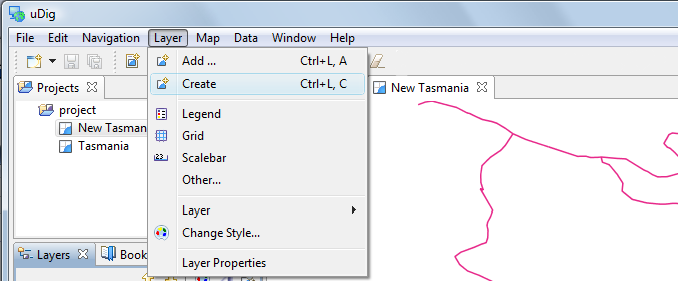 uDig
File Edit Navigation Layer Map Data Window Help
Add ... Ctrl+L, A
Projects
Create Ctrl+L, C
New Tasmania
project
Legend
New Tasman
Grid
Tasmania
Scalebar
Other...
Layer
Change Style...
Layers
Book
Layer Properties